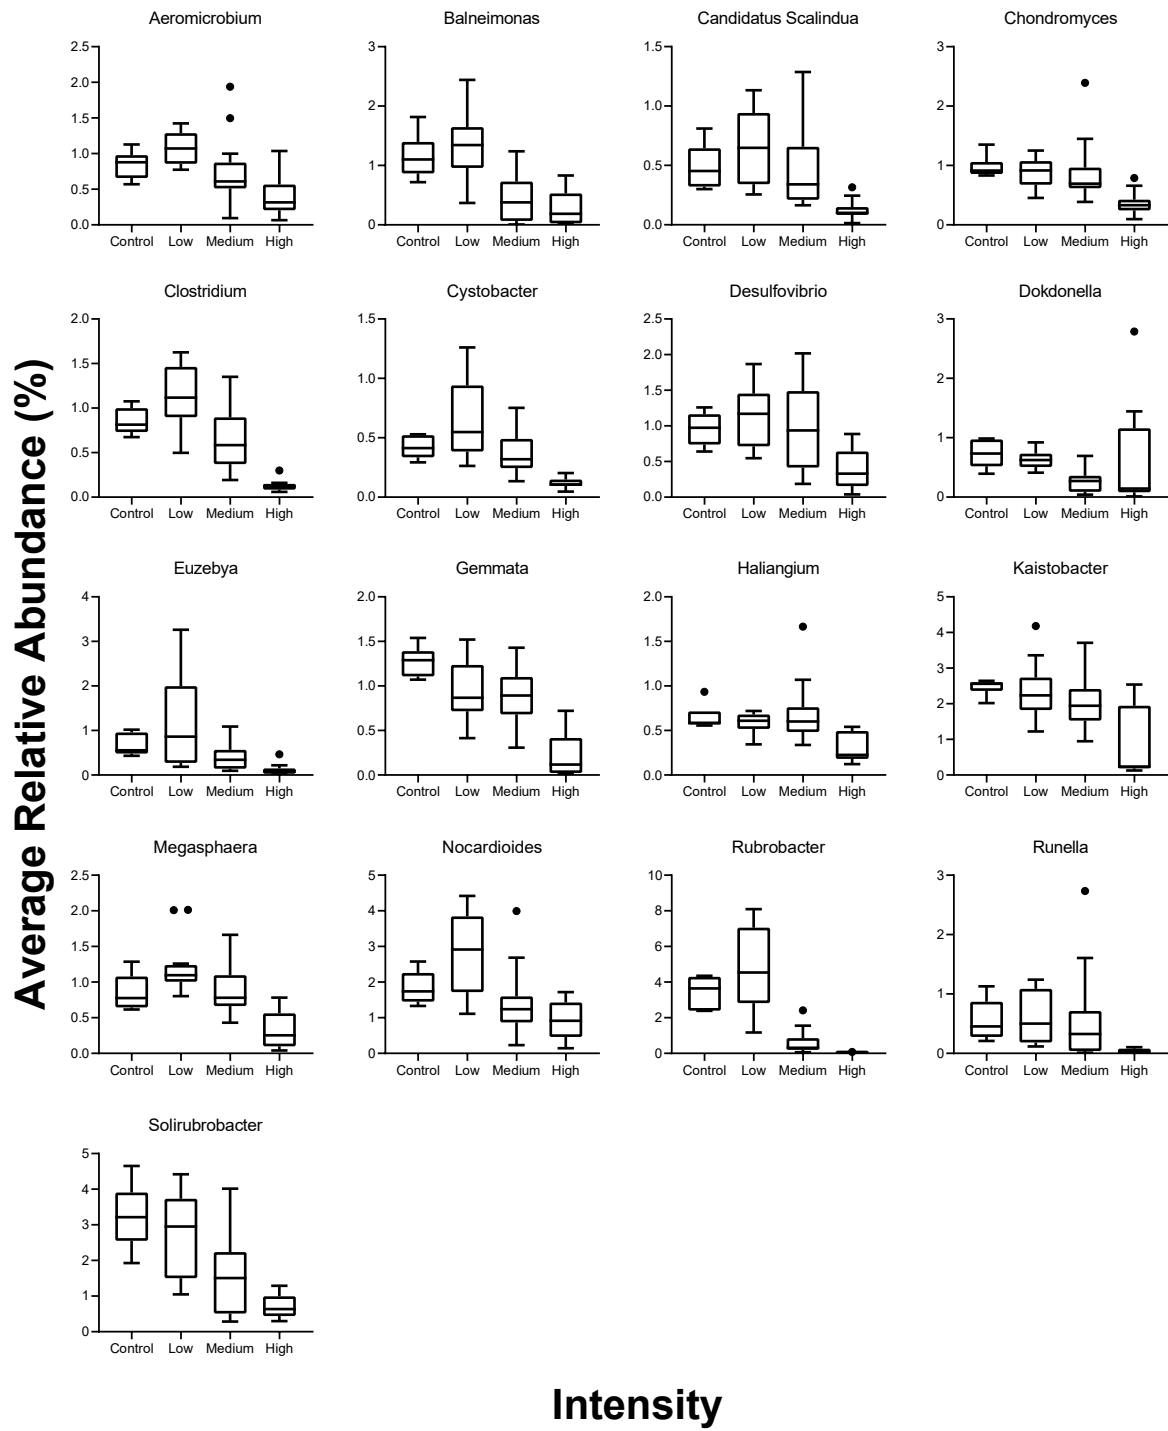 Average Relative Abundance (%)
Aeromicrobium Balneimonas Candidatus Scalindua Chondromyces
2.5 3 1.5 3
2.0
1.5 2 1.0 2
1.0
0.5 1 0.5 1
0.0 0 0.0 0
Control Low Medium High Control Low Medium High Control Low Medium High Control Low Medium High
Clostridium Cystobacter Desulfovibrio Dokdonella
2.0 1.5 2.5 3
2.0
1.5 1.0 1.5 2
1.0 1.0
0.5 0.5 0.5 1
0.0 0.0 0.0 0
Control Low Medium High Control Low Medium High Control Low Medium High Control Low Medium High
Euzebya Gemmata Haliangium Kaistobacter
4 2.0 2.0 5
4
3 1.5 1.5 3
2 1.0 1.0 2
1 0.5 0.5 1
0 0.0 0.0 0
Control Low Medium High Control Low Medium High Control Low Medium High Control Low Medium High
Megasphaera Nocardioides Rubrobacter Runella
2.5 5 10 3
2.0 4 8
1.5 3 6 2
1.0 2 4 1
0.5 1 2
0.0 0 0 0
Control Low Medium High Control Low Medium High Control Low Medium High Control Low Medium High
Solirubrobacter
5
4
3
2
1
0
Control Low Medium High
Intensity